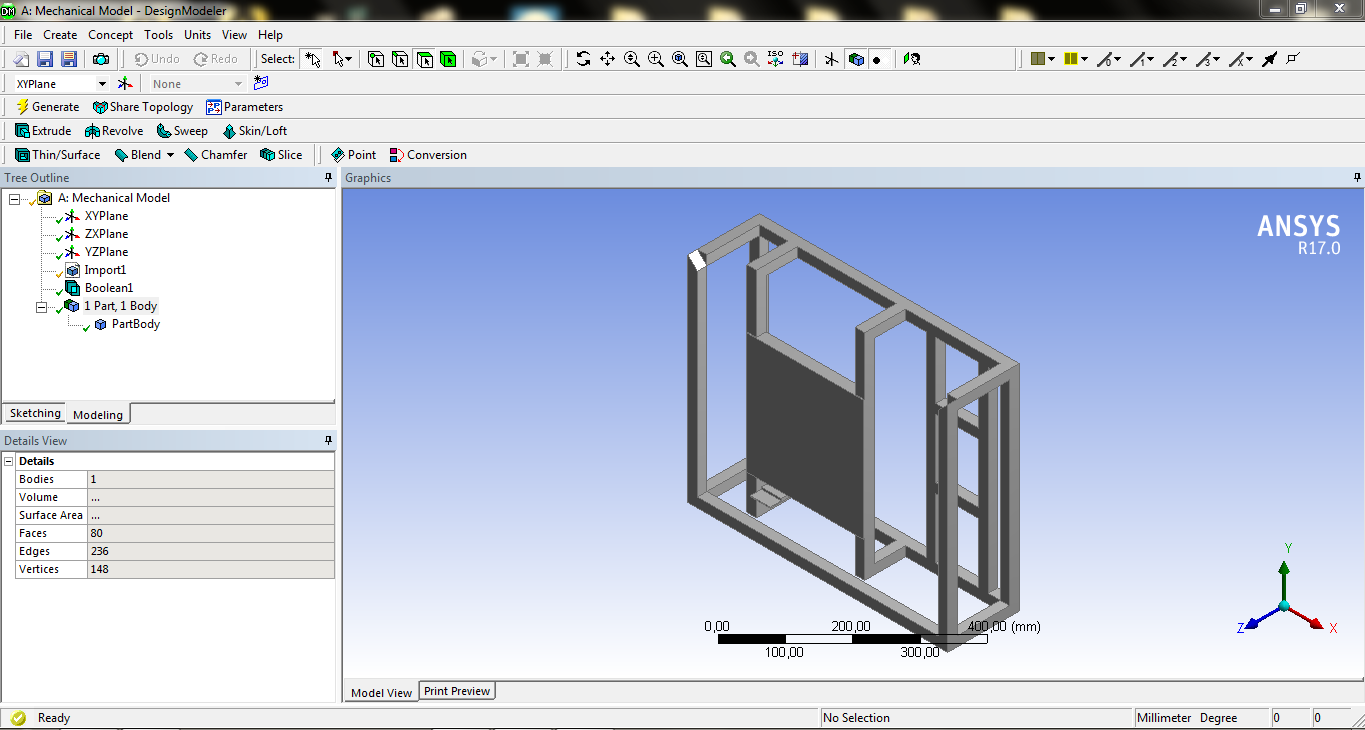 A: Mechanical Model - DesignModeler
File Create Concept Tools Units View Help
Undo Redo Select: ISO
XYPlane None
Generate Share Topology Parameters
Extrude Revolve Sweep Skin/Loft
Thin/Surface Blend Chamfer Slice Point Conversion
Tree Outline
A: Mechanical Model
XYPlane
ZXPlane
YZPlane
Import1
Boolean1
1 Part, 1 Body
PartBody
Sketching Modeling
Details View
Details
Bodies 1
Volume ...
Surface Area ...
Faces 80
Edges 236
Vertices 148
Graphics
ANSYS
R17.0
Y
Z X
0,00 200,00 400,00 (mm)
100,00 300,00
Model View Print Preview
Ready No Selection Millimeter Degree 0 0